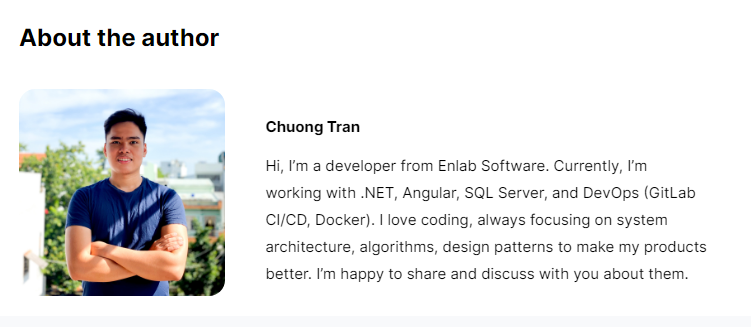 About the author
Chuong Tran
Hi, I’m a developer from Enlab Software. Currently, I’m
working with .NET, Angular, SQL Server, and DevOps (GitLab
CI/CD, Docker). I love coding, always focusing on system
architecture, algorithms, design patterns to make my products
better. I’m happy to share and discuss with you about them.